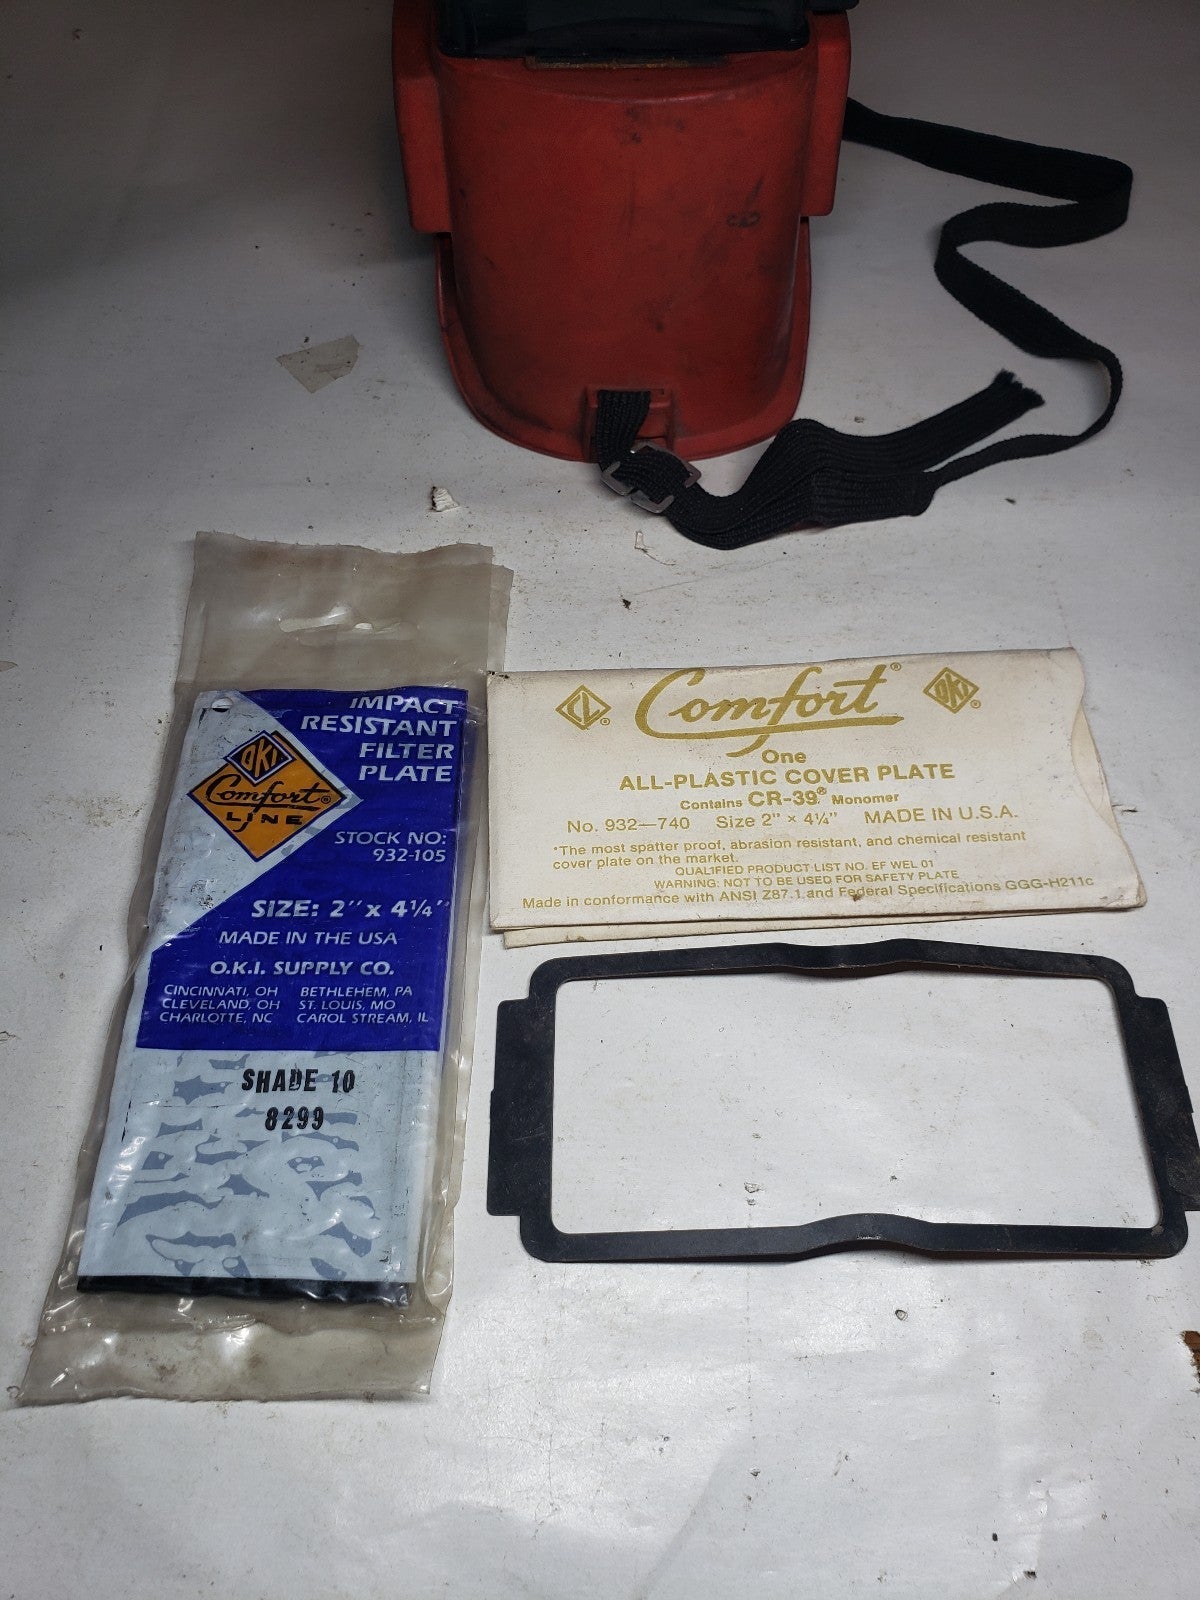 IMPACT
RESISTANT
FILTER
PLATE
OKI
Comfort®
LINE
STOCK NO:
932-105
SIZE: 2" x 4¼"
MADE IN THE USA
O.K.I. SUPPLY CO.
CINCINNATI, OH BETHLEHEM, PA
CLEVELAND, OH ST. LOUIS, MO
CHARLOTTE, NC CAROL STREAM, IL
SHADE 10
8299
CL® Comfort® OKI®
One
ALL-PLASTIC COVER PLATE
Contains CR-39® Monomer
No. 932—740 Size 2" x 4¼" MADE IN U.S.A.
*The most spatter proof, abrasion resistant, and chemical resistant
cover plate on the market.
QUALIFIED PRODUCT LIST NO. EF WEL 01
WARNING: NOT TO BE USED FOR SAFETY PLATE
Made in conformance with ANSI Z87.1 and Federal Specifications GGG-H211c